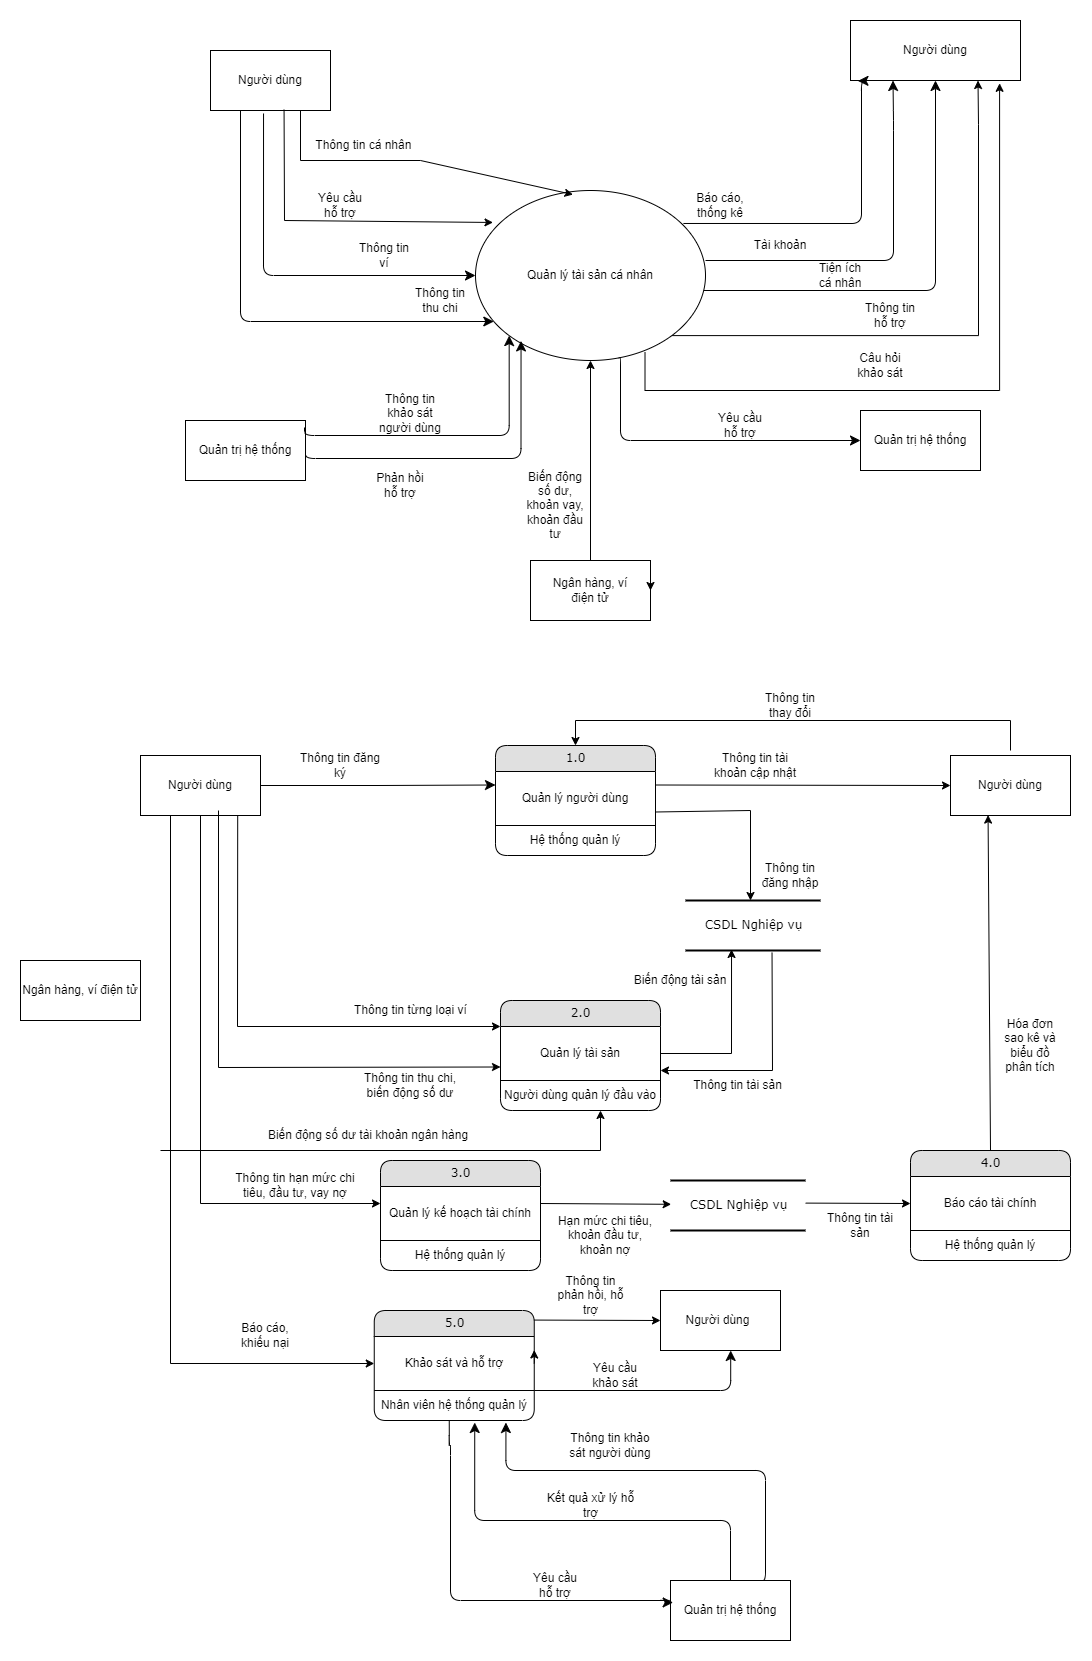 Người dùng
Người dùng
Thông tin cá nhân
Yêu cầu
hỗ trợ
Báo cáo,
thống kê
Thông tin
ví
Tài khoản
Quản lý tài sản cá nhân
Tiện ích
cá nhân
Thông tin
thu chi
Thông tin
hỗ trợ
Câu hỏi
khảo sát
Thông tin
khảo sát
người dùng
Yêu cầu
hỗ trợ
Quản trị hệ thống
Quản trị hệ thống
Phản hồi
hỗ trợ
Biến động
số dư,
khoản vay,
khoản đầu
tư
Ngân hàng, ví
điện tử
Thông tin
thay đổi
Thông tin đăng
ký
1.0
Thông tin tài
khoản cập nhật
Người dùng
Quản lý người dùng
Người dùng
Hệ thống quản lý
Thông tin
đăng nhập
CSDL Nghiệp vụ
Ngân hàng, ví điện tử
Biến động tài sản
Thông tin từng loại ví
2.0
Quản lý tài sản
Hóa đơn
sao kê và
biểu đồ
phân tích
Thông tin thu chi,
biến động số dư
Thông tin tài sản
Người dùng quản lý đầu vào
Biến động số dư tài khoản ngân hàng
Thông tin hạn mức chi
tiêu, đầu tư, vay nợ
3.0
4.0
Quản lý kế hoạch tài chính
CSDL Nghiệp vụ
Báo cáo tài chính
Hạn mức chi tiêu,
khoản đầu tư,
khoản nợ
Thông tin tài
sản
Hệ thống quản lý
Hệ thống quản lý
Thông tin
phản hồi, hỗ
trợ
5.0
Người dùng
Báo cáo,
khiếu nại
Khảo sát và hỗ trợ
Yêu cầu
khảo sát
Nhân viên hệ thống quản lý
Thông tin khảo
sát người dùng
Kết quả xử lý hỗ
trợ
Yêu cầu
hỗ trợ
Quản trị hệ thống